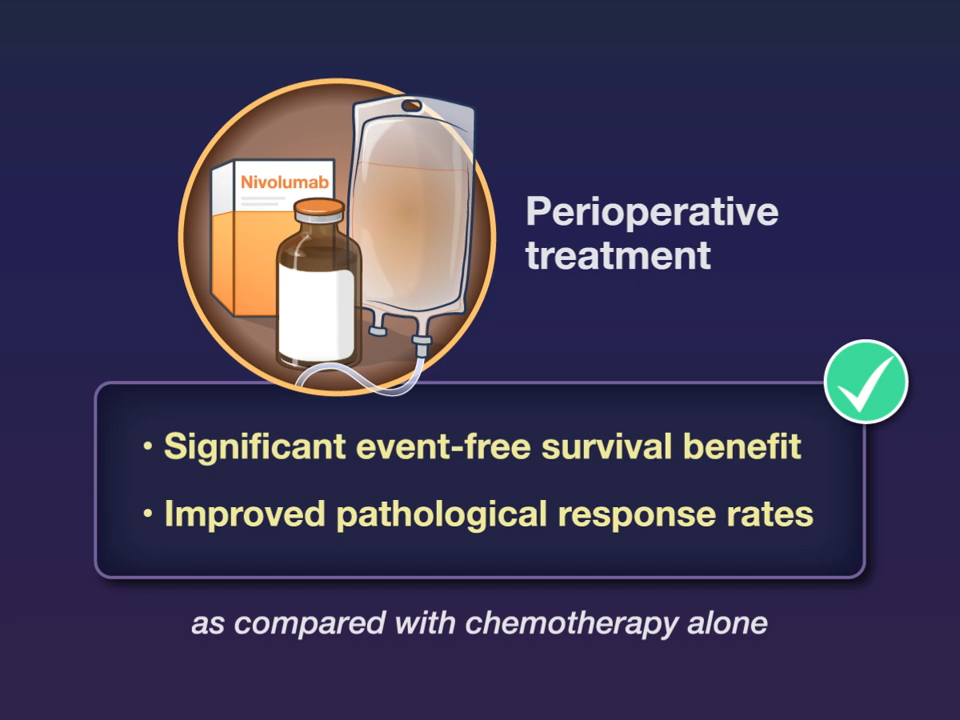 Nivolumab
Perioperative
treatment
• Significant event-free survival benefit
• Improved pathological response rates
as compared with chemotherapy alone